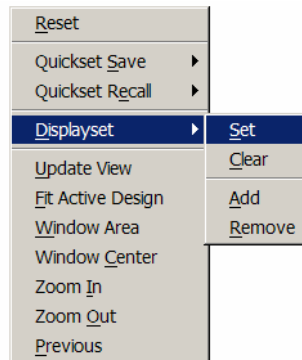 Reset
Quickset Save
Quickset Recall
Displayset
Set
Clear
Add
Remove
Update View
Fit Active Design
Window Area
Window Center
Zoom In
Zoom Out
Previous